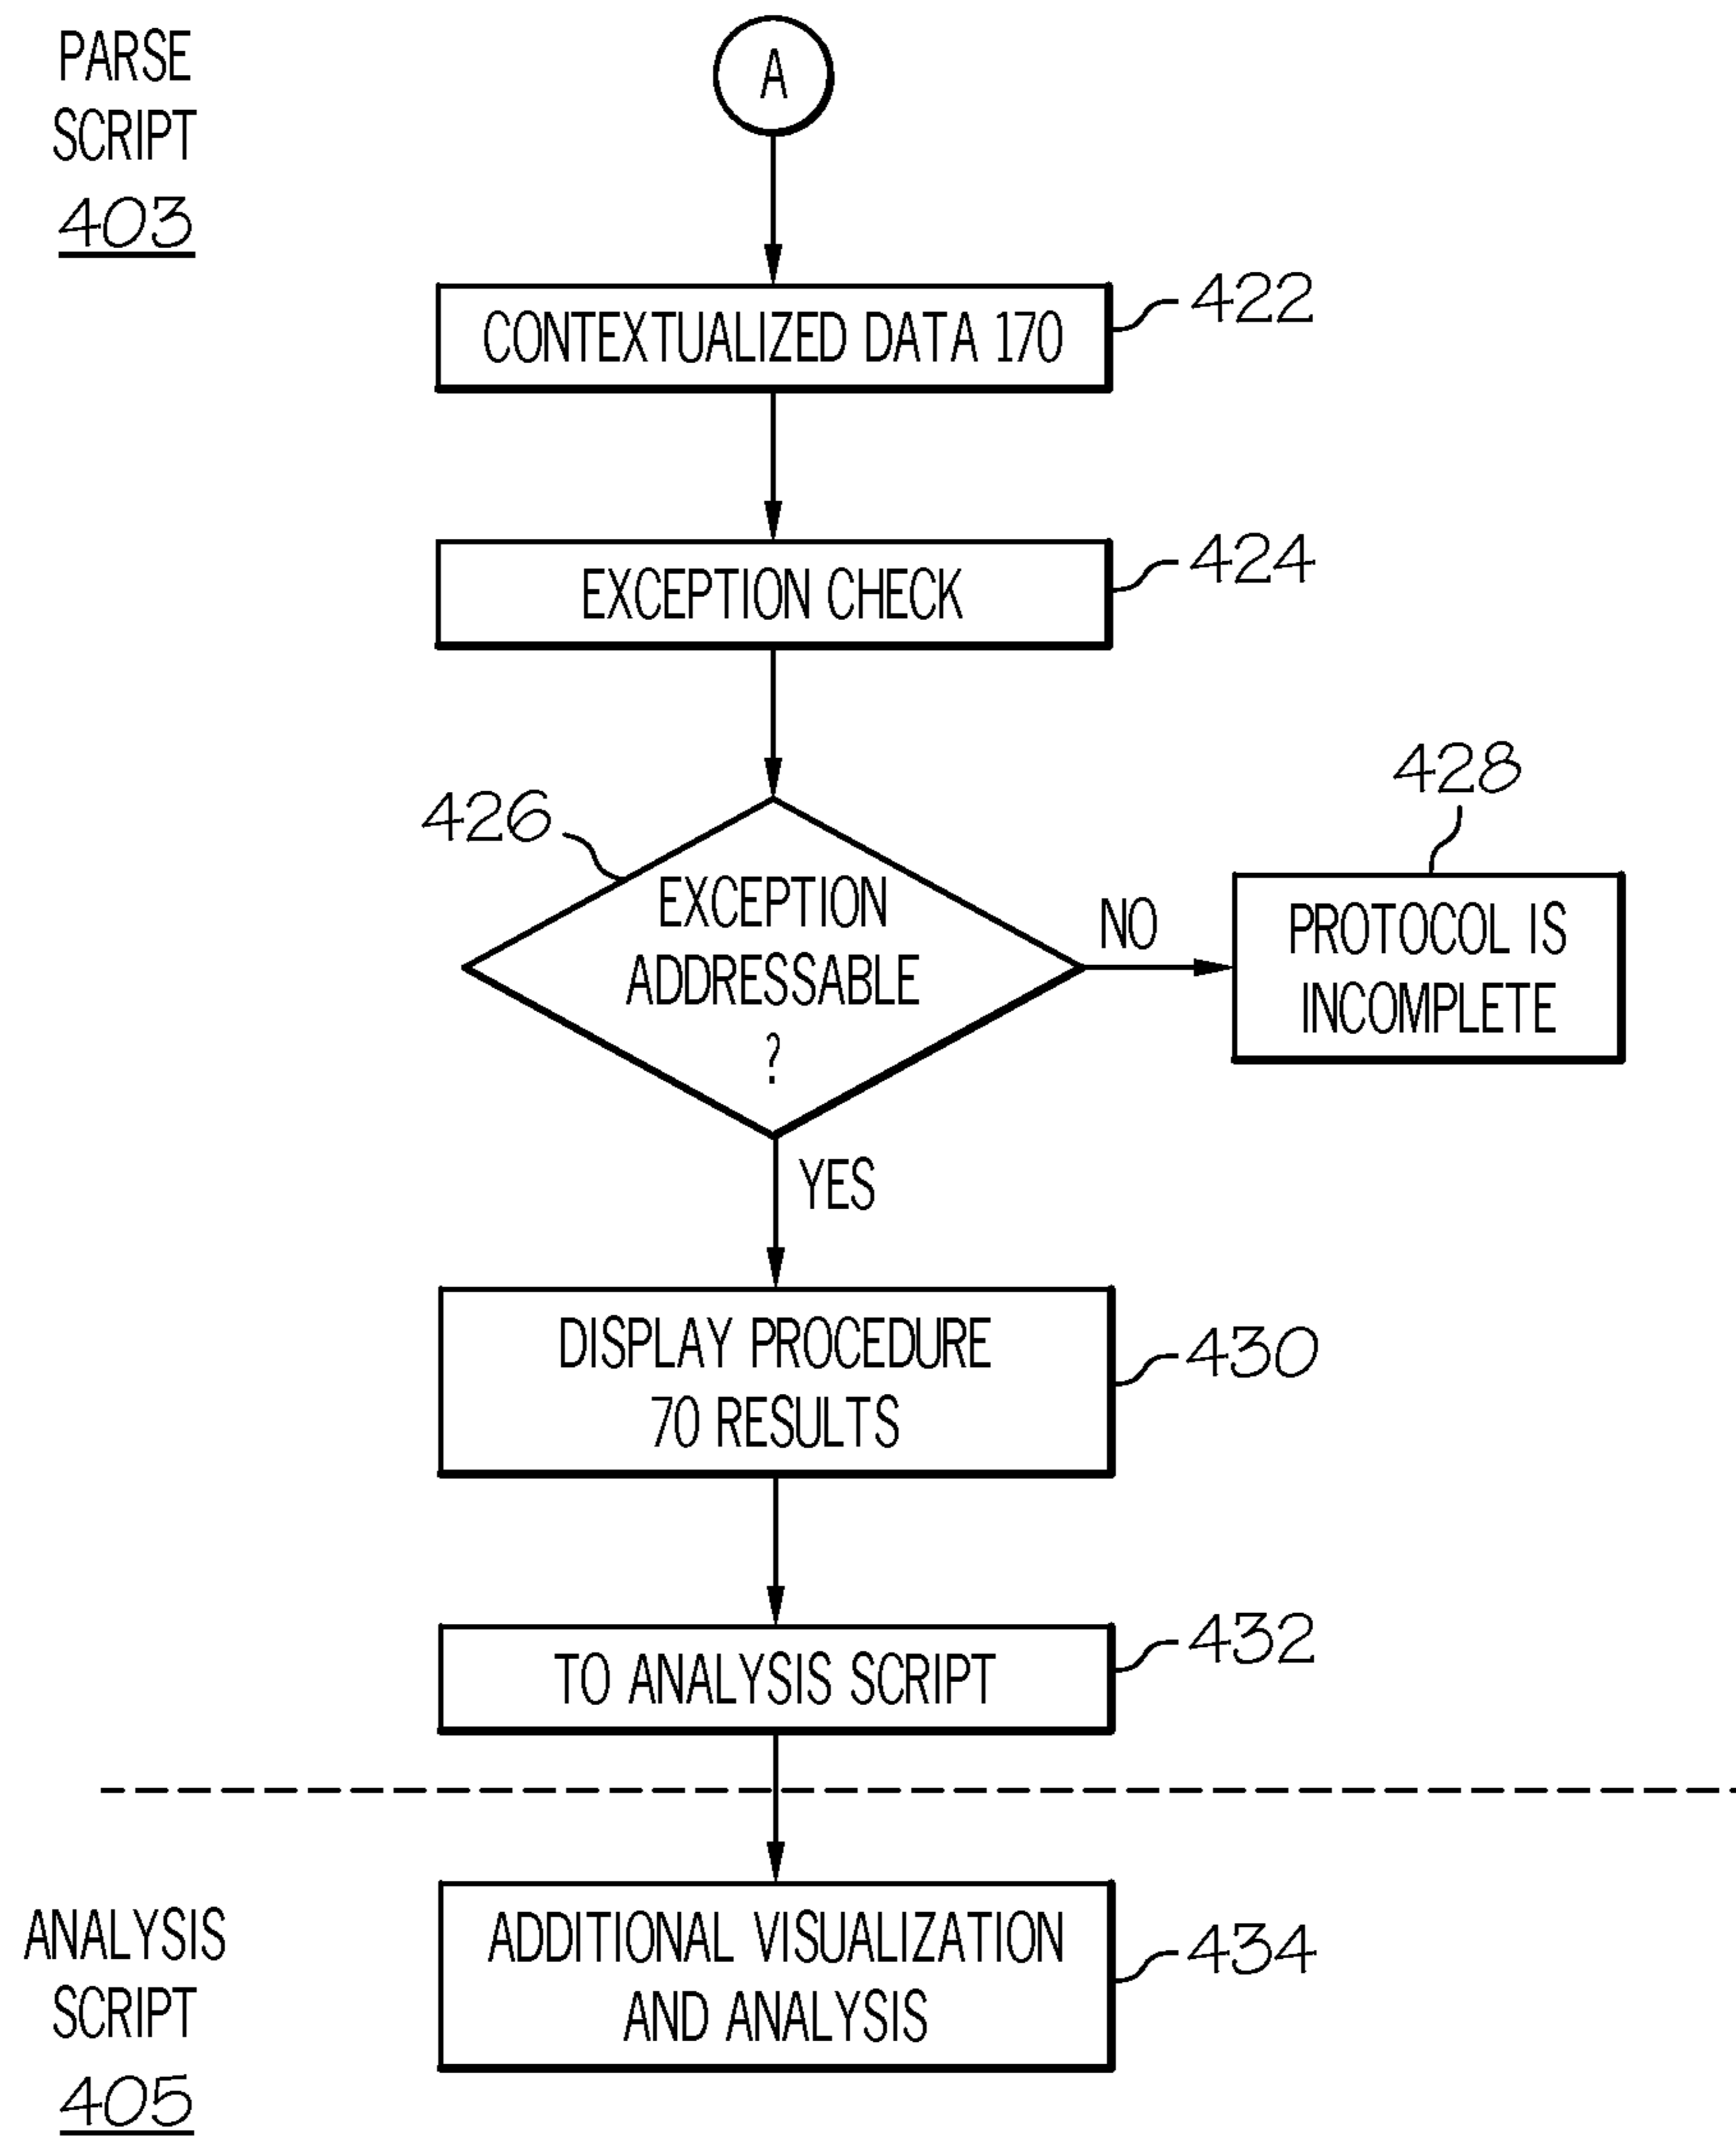 PARSE
SCRIPT
403
A
CONTEXTUALIZED DATA 170
422
EXCEPTION CHECK
424
426
EXCEPTION
ADDRESSABLE
?
NO
428
PROTOCOL IS
INCOMPLETE
YES
DISPLAY PROCEDURE
70 RESULTS
430
TO ANALYSIS SCRIPT
432
ANALYSIS
SCRIPT
405
ADDITIONAL VISUALIZATION
AND ANALYSIS
434